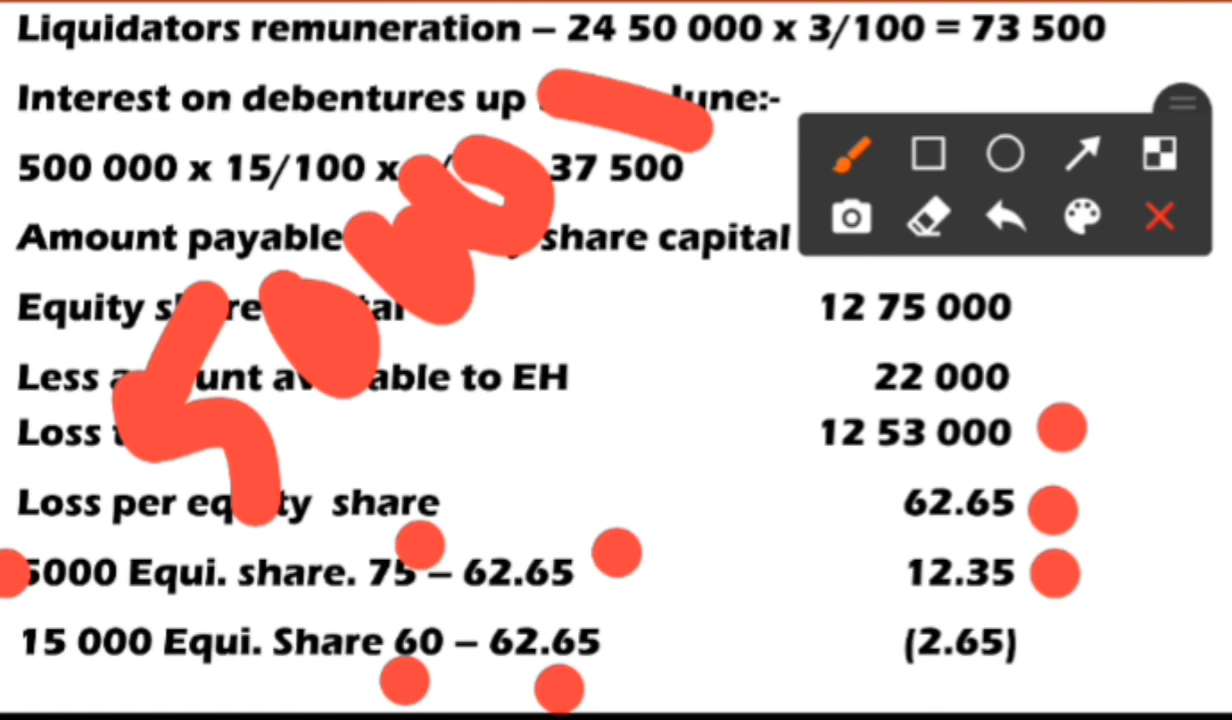 Liquidators remuneration – 24 50 000 x 3/100 = 73 500
Interest on debentures up June:-
500 000 x 15/100 x 37 500
Amount payable share capital
Equity 12 75 000
Less to EH 22 000
Loss 12 53 000
Loss per equity share 62.65
5000 Equi. share. 75 – 62.65 12.35
15 000 Equi. Share 60 – 62.65 (2.65)